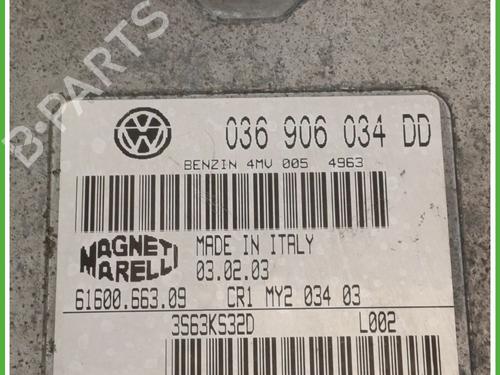 B-PARTS
036 906 034 DD
BENZIN 4MV 005 4963
MAGNETI MARELLI
MADE IN ITALY
03.02.03
61600.663.09 CR1 MY2 034 03
3S63KS32D L002